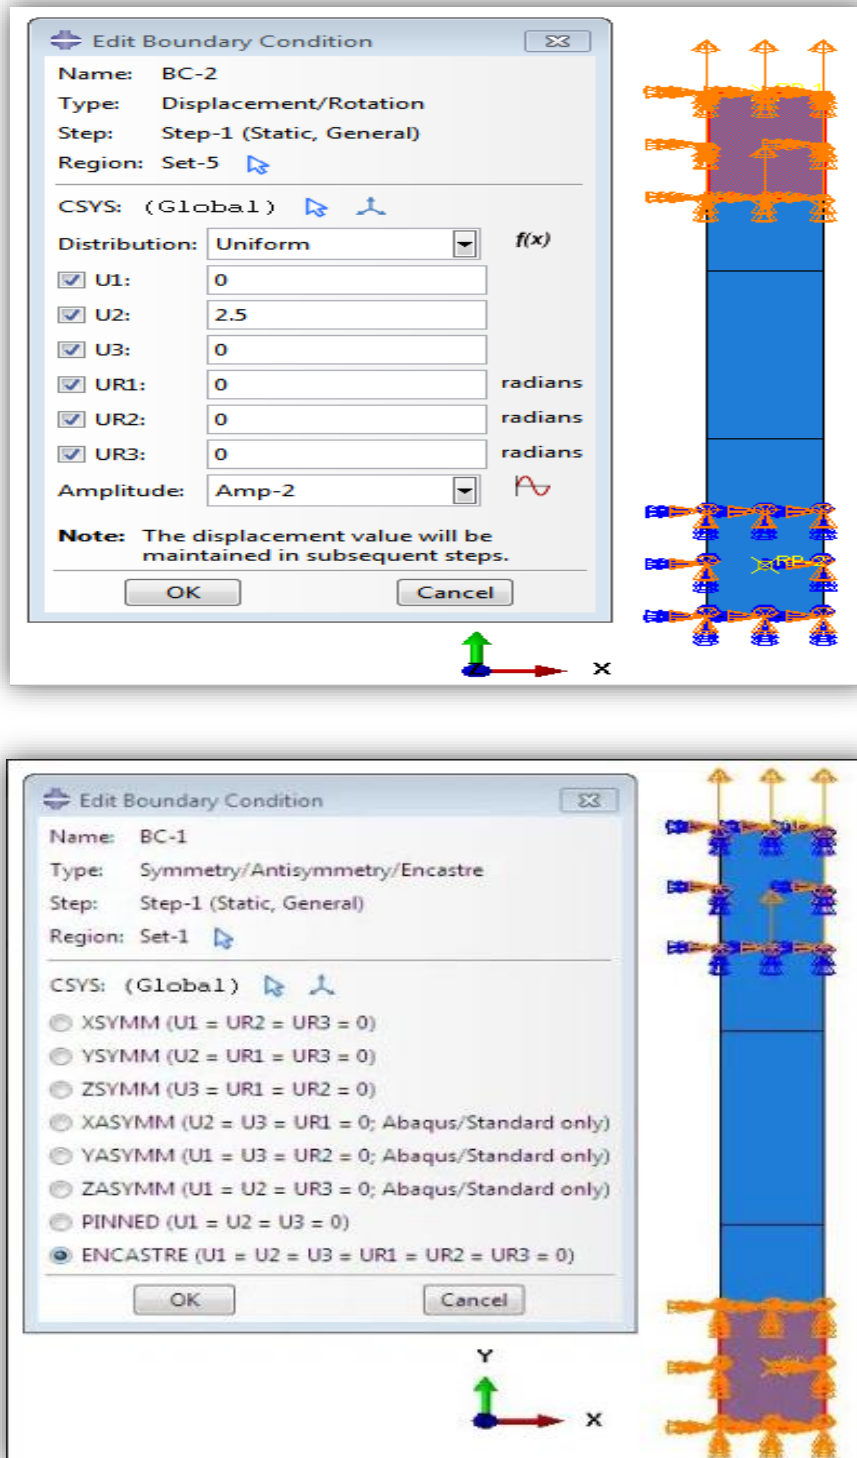 Edit Boundary Condition
Name: BC-2
Type: Displacement/Rotation
Step: Step-1 (Static, General)
Region: Set-5
CSYS: (Global)
Distribution: Uniform f(x)
U1: 0
U2: 2.5
U3: 0
UR1: 0 radians
UR2: 0 radians
UR3: 0 radians
Amplitude: Amp-2
Note: The displacement value will be
maintained in subsequent steps.
OK Cancel
Z X
Edit Boundary Condition
Name: BC-1
Type: Symmetry/Antisymmetry/Encastre
Step: Step-1 (Static, General)
Region: Set-1
CSYS: (Global)
XSYMM (U1 = UR2 = UR3 = 0)
YSYMM (U2 = UR1 = UR3 = 0)
ZSYMM (U3 = UR1 = UR2 = 0)
XASYMM (U2 = U3 = UR1 = 0; Abaqus/Standard only)
YASYMM (U1 = U3 = UR2 = 0; Abaqus/Standard only)
ZASYMM (U1 = U2 = UR3 = 0; Abaqus/Standard only)
PINNED (U1 = U2 = U3 = 0)
ENCASTRE (U1 = U2 = U3 = UR1 = UR2 = UR3 = 0)
OK Cancel
Y
X